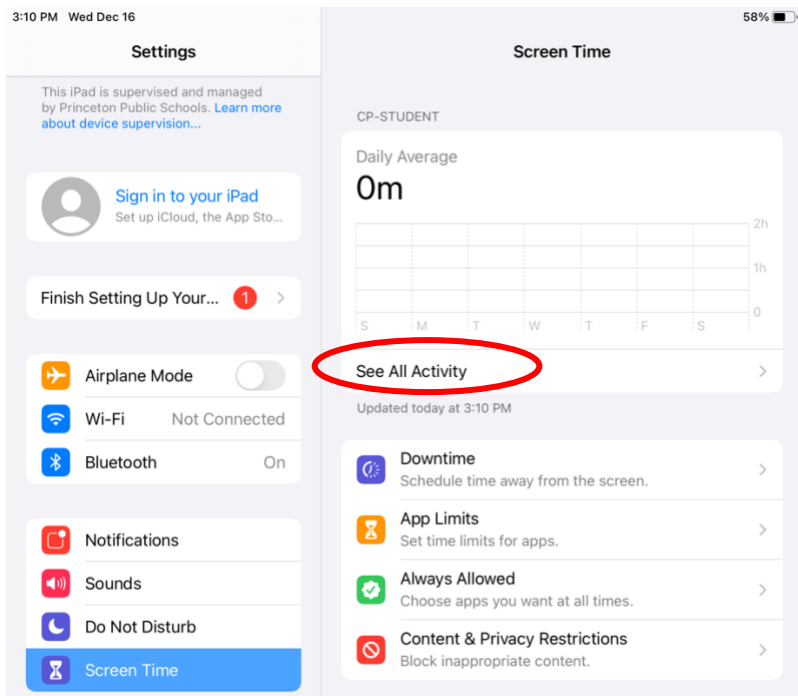 3:10 PM Wed Dec 16
58%
Settings
This iPad is supervised and managed
by Princeton Public Schools. Learn more
about device supervision...
Sign in to your iPad
Set up iCloud, the App Sto...
Finish Setting Up Your... 1
Airplane Mode
Wi-Fi Not Connected
Bluetooth On
Notifications
Sounds
Do Not Disturb
Screen Time
Screen Time
CP-STUDENT
Daily Average
0m
2h
1h
0
S M T W T F S
See All Activity
Updated today at 3:10 PM
Downtime
Schedule time away from the screen.
App Limits
Set time limits for apps.
Always Allowed
Choose apps you want at all times.
Content & Privacy Restrictions
Block inappropriate content.